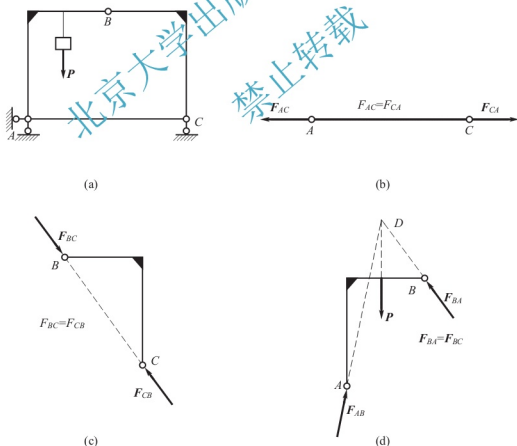 北京大学出版
禁止转载
B
P
A
C
(a)
F_AC
F_AC=F_CA
F_CA
A
C
(b)
F_BC
B
F_BC=F_CB
C
F_CB
(c)
D
B
F_BA
P
F_BA=F_BC
A
F_AB
(d)